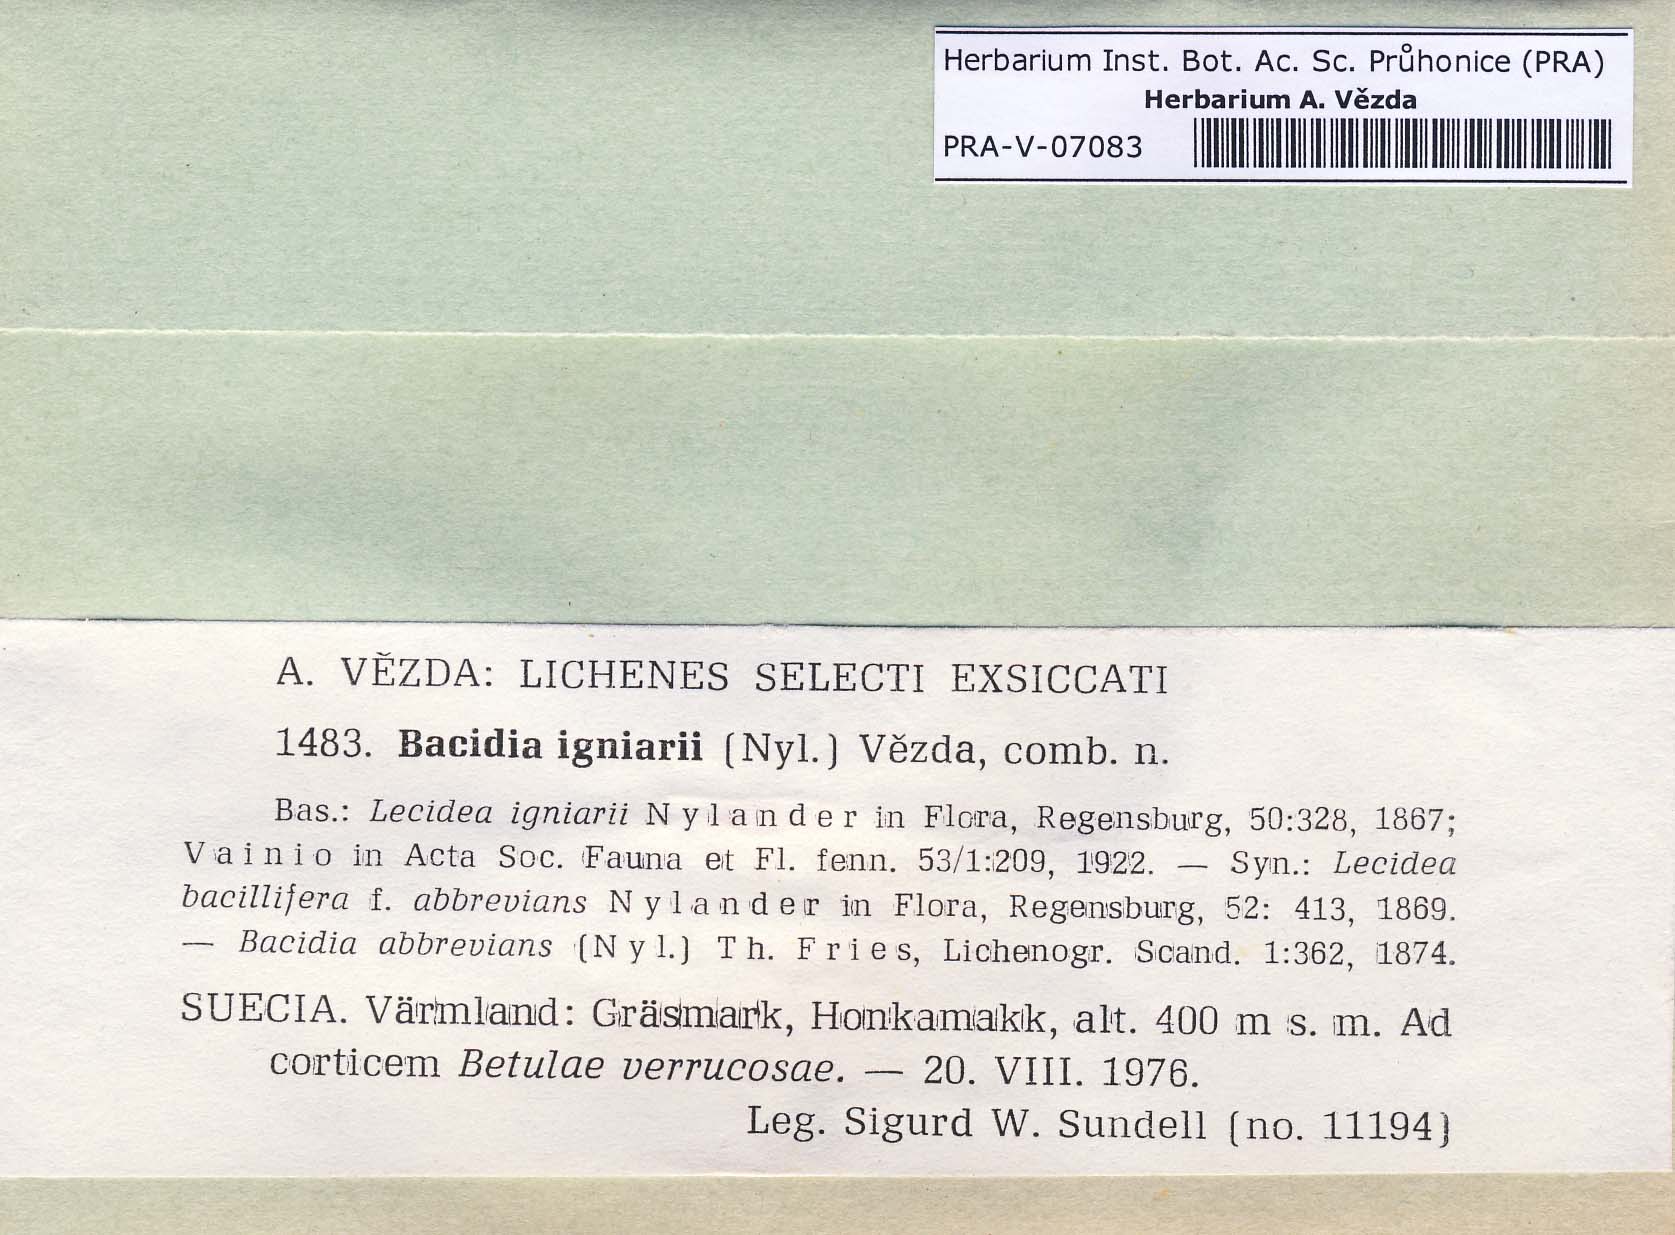 Herbarium Inst. Bot. Ac. Sc. Průhonice (PRA)
Herbarium A. Vězda
PRA-V-07083
A. VĚZDA: LICHENES SELECTI EXSICCATI
1483. Bacidia igniarii (Nyl.) Vězda, comb. n.
Bas.: Lecidea igniarii Nylander in Flora, Regensburg, 50:328, 1867;
Vainio in Acta Soc. Fauna et Fl. fenn. 53/1:209, 1922. — Syn.: Lecidea
bacillifera f. abbrevians Nylander in Flora, Regensburg, 52: 413, 1869.
— Bacidia abbrevians (Nyl.) Th. Fries, Lichenogr. Scand. 1:362, 1874.
SUECIA. Värmland: Gräsmark, Honkamakk, alt. 400 m s. m. Ad
corticem Betulae verrucosae. — 20. VIII. 1976.
Leg. Sigurd W. Sundell (no. 11194)